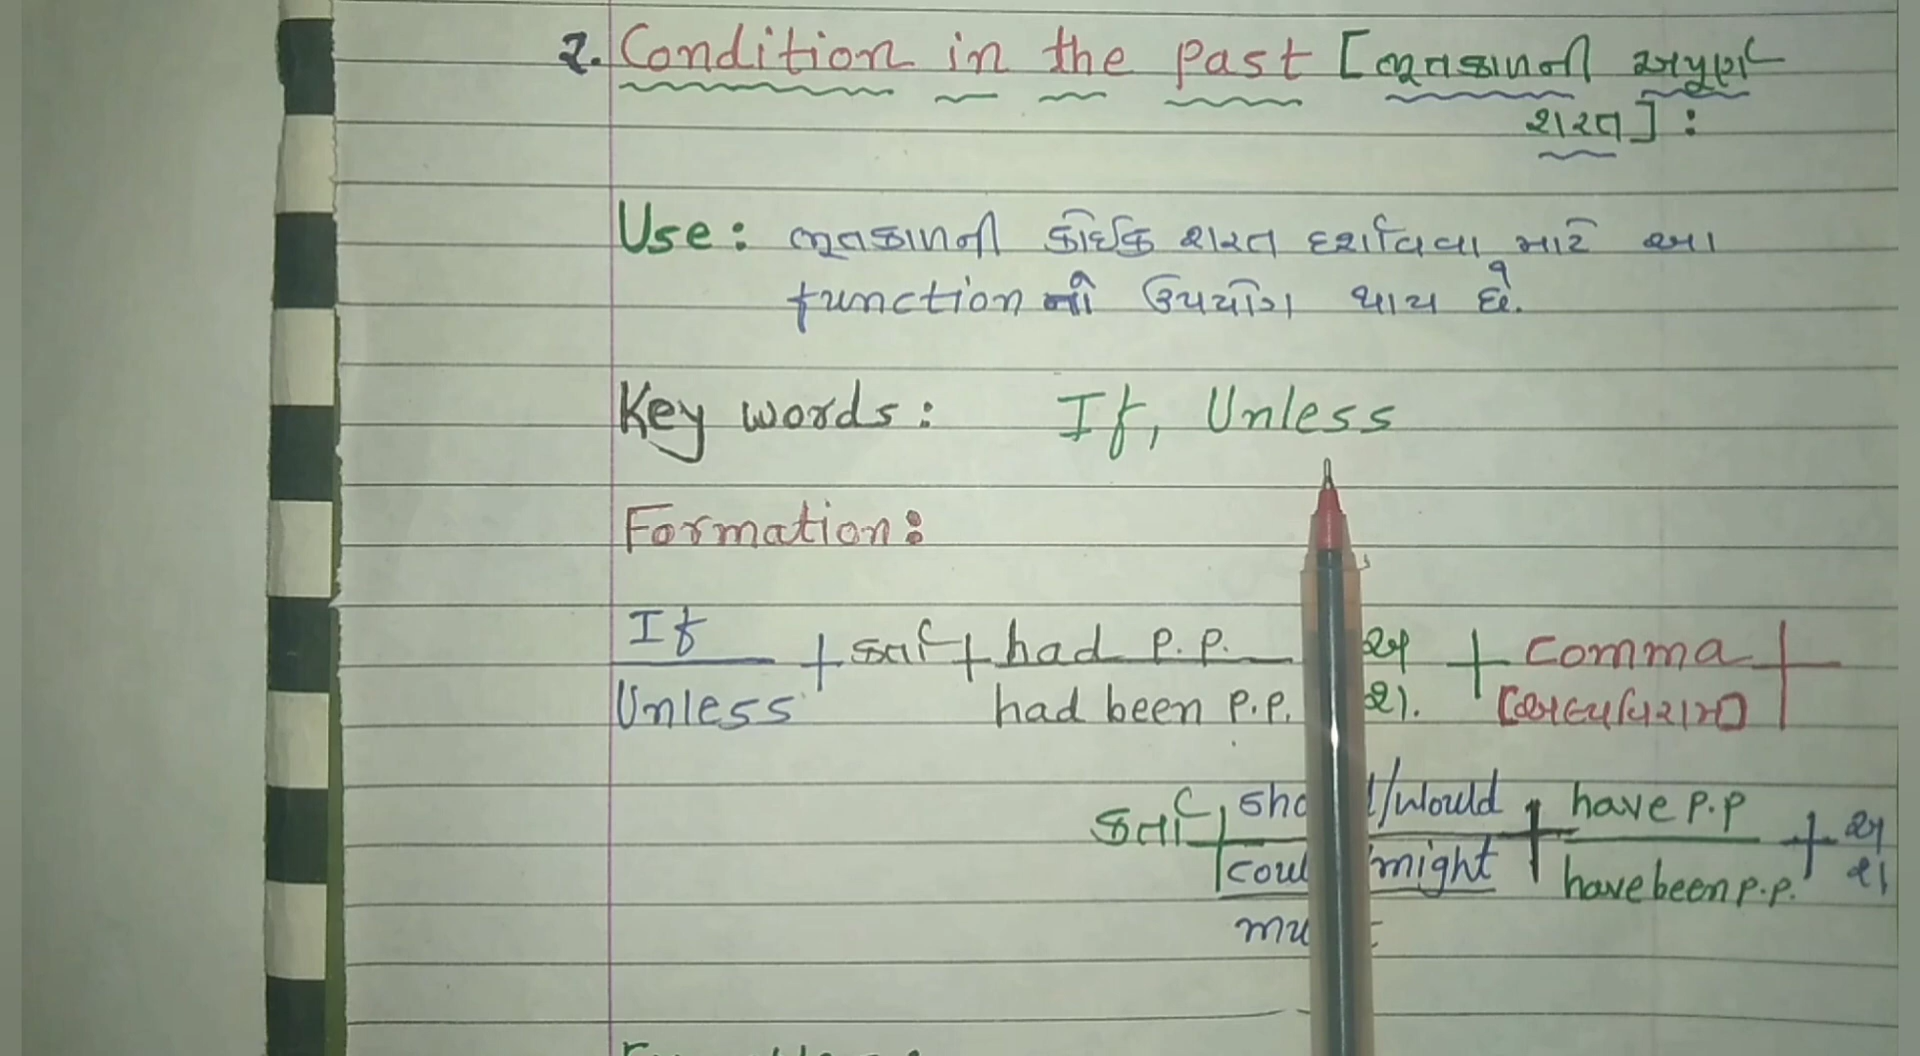 2. Condition in the past [ભૂતકાળની અપૂર્ણ
શરત] :
Use: ભૂતકાળની કોઈક શરત દર્શાવવા માટે આ
function નો ઉપયોગ થાય છે.
Key words: If, Unless
Formation:
If + કર્તા + had p.p. અ + Comma +
Unless had been p.p. શ. [અલ્પવિરામ]
કર્તા + /would + have p.p + અ
might have been p.p. શ